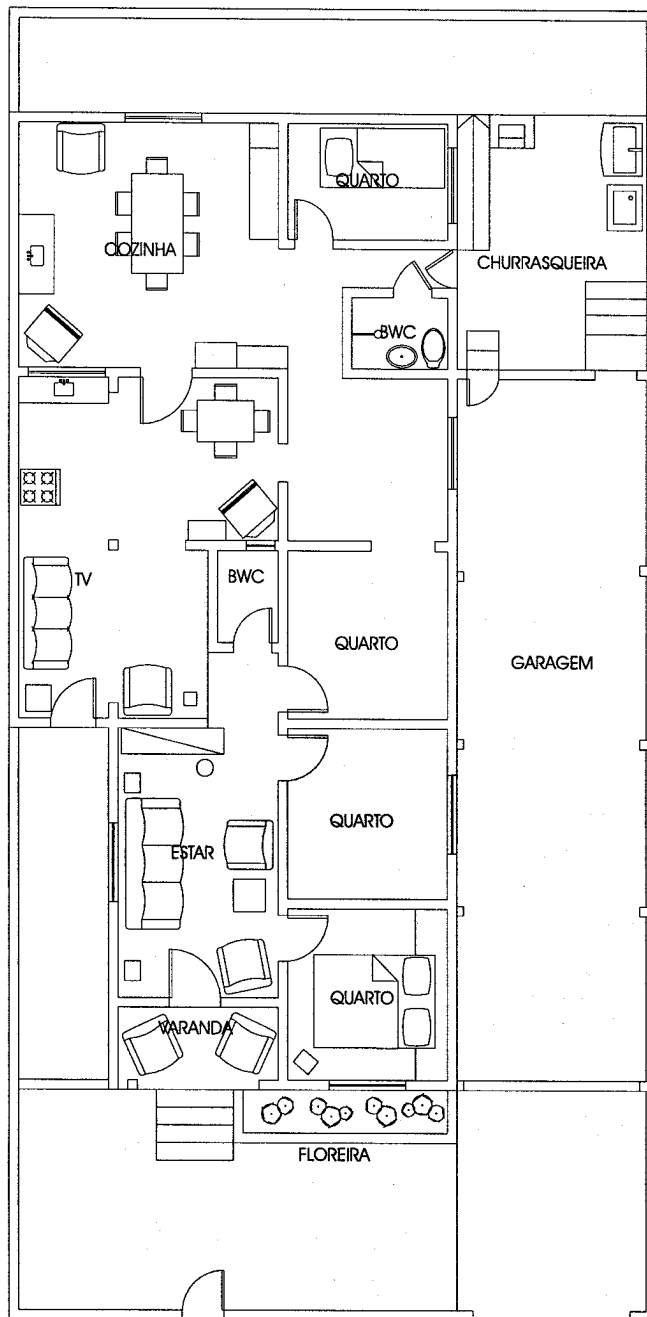 QUARTO
COZINHA
CHURRASQUEIRA
BWC
TV
BWC
QUARTO
GARAGEM
QUARTO
ESTAR
QUARTO
VARANDA
FLOREIRA